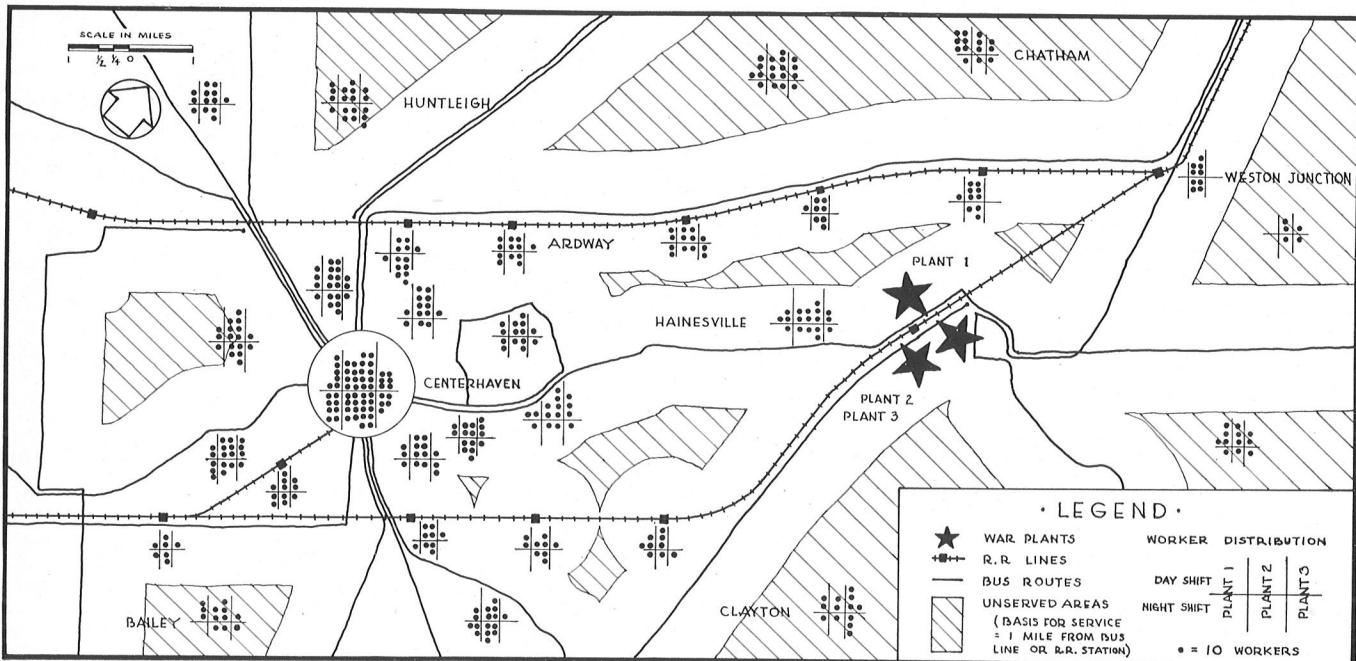 SCALE IN MILES
1 ½ ¼ 0 1
HUNTLEIGH
CHATHAM
WESTON JUNCTION
ARDWAY
PLANT 1
HAINESVILLE
CENTERHAVEN
PLANT 2
PLANT 3
BAILEY
CLAYTON
· LEGEND ·
WAR PLANTS
R.R LINES
BUS ROUTES
UNSERVED AREAS
( BASIS FOR SERVICE
= 1 MILE FROM BUS
LINE OR R.R. STATION)
WORKER DISTRIBUTION
DAY SHIFT
NIGHT SHIFT
PLANT 1
PLANT 2
PLANT 3
• = 10 WORKERS